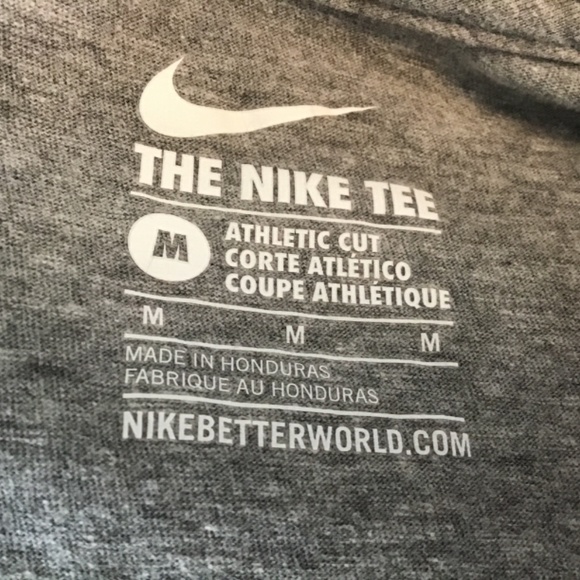 THE NIKE TEE
M
ATHLETIC CUT
CORTE ATLÉTICO
COUPE ATHLÉTIQUE
M M M
MADE IN HONDURAS
FABRIQUE AU HONDURAS
NIKEBETTERWORLD.COM